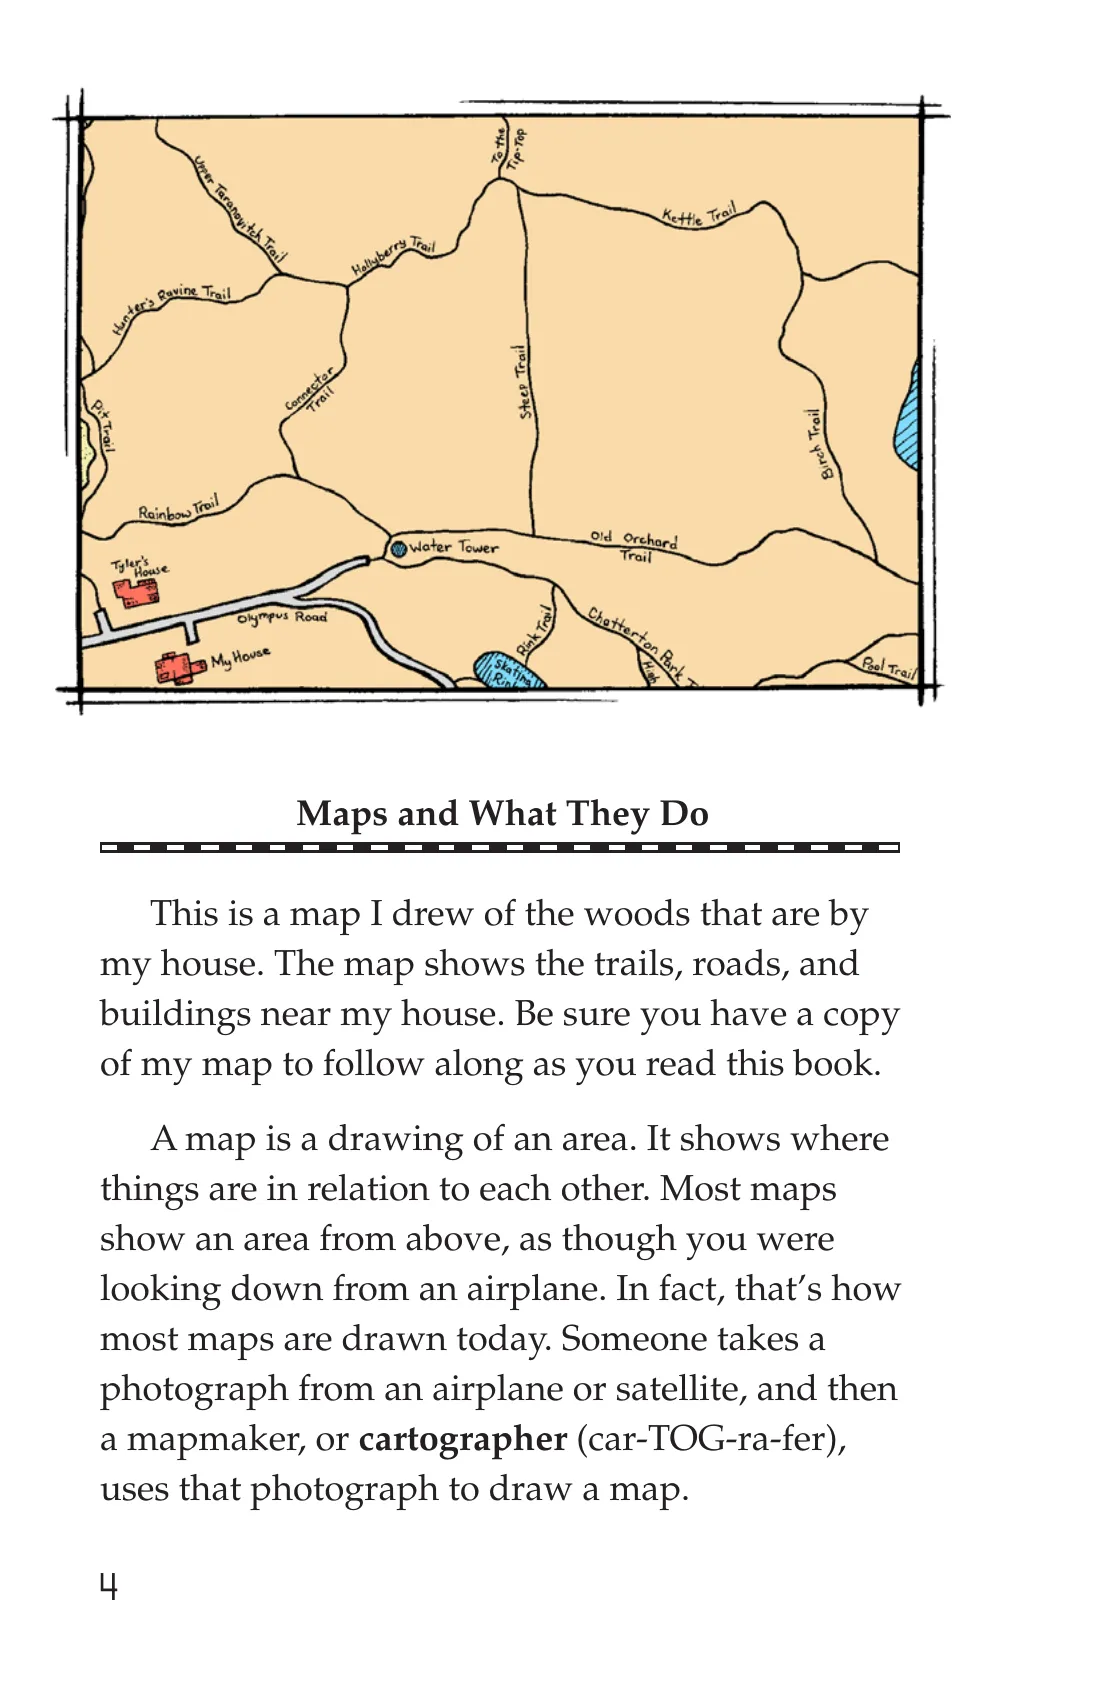 To the
Tip-Top
Upper Taranovitch Trail
Kettle Trail
Hollyberry Trail
Hunter's Ravine Trail
Connector
Trail
Steep Trail
Pit Trail
Birch Trail
Rainbow Trail
Old Orchard
Trail
Water Tower
Tyler's
House
Olympus Road
My House
Rink Trail
Chatterton Park T
High
Skating
Rink
Pool Trail
Maps and What They Do
This is a map I drew of the woods that are by
my house. The map shows the trails, roads, and
buildings near my house. Be sure you have a copy
of my map to follow along as you read this book.
A map is a drawing of an area. It shows where
things are in relation to each other. Most maps
show an area from above, as though you were
looking down from an airplane. In fact, that’s how
most maps are drawn today. Someone takes a
photograph from an airplane or satellite, and then
a mapmaker, or cartographer (car-TOG-ra-fer),
uses that photograph to draw a map.
4